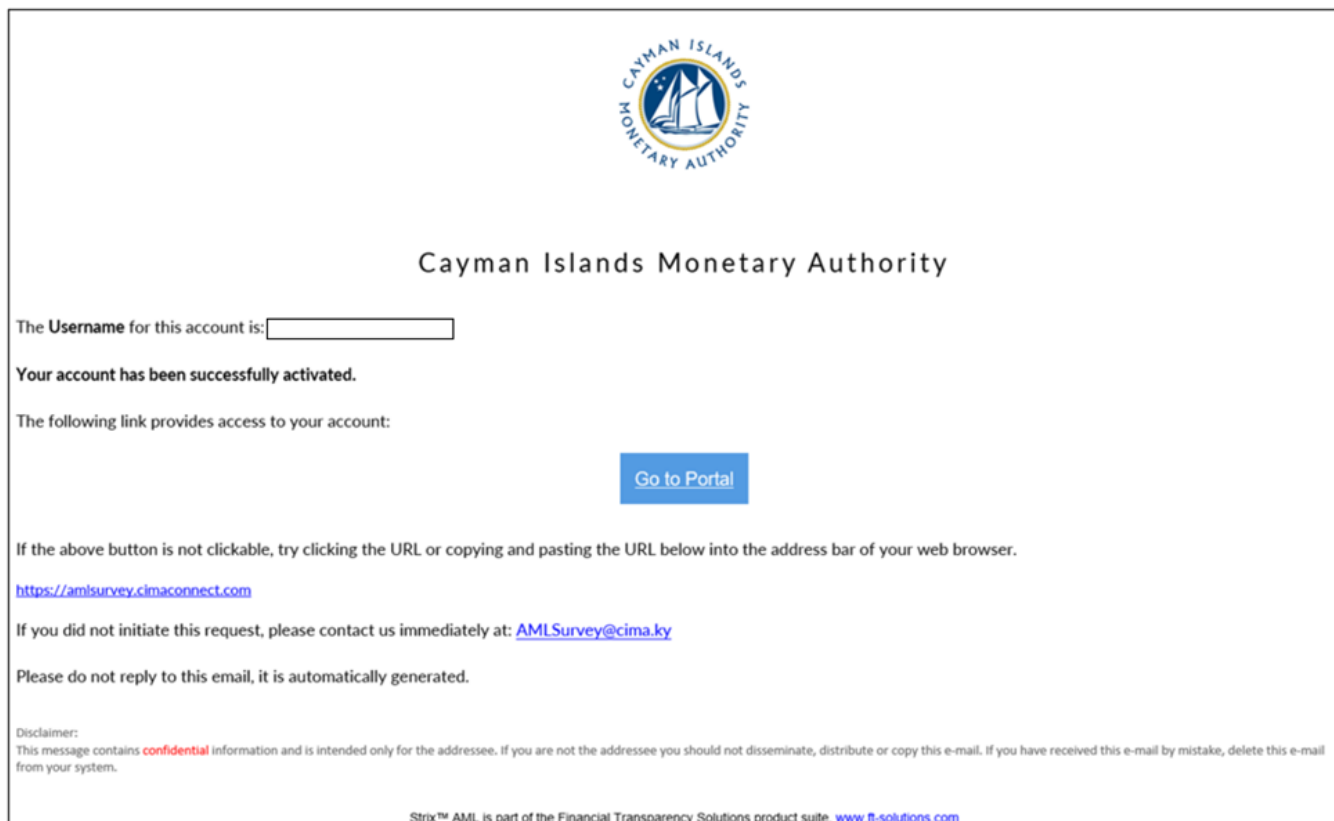 CAYMAN ISLANDS
MONETARY AUTHORITY
Cayman Islands Monetary Authority
The Username for this account is:
Your account has been successfully activated.
The following link provides access to your account:
Go to Portal
If the above button is not clickable, try clicking the URL or copying and pasting the URL below into the address bar of your web browser.
https://amlsurvey.cimaconnect.com
If you did not initiate this request, please contact us immediately at: AMLSurvey@cima.ky
Please do not reply to this email, it is automatically generated.
Disclaimer:
This message contains confidential information and is intended only for the addressee. If you are not the addressee you should not disseminate, distribute or copy this e-mail. If you have received this e-mail by mistake, delete this e-mail
from your system.
Strix™ AML is part of the Financial Transparency Solutions product suite. www.ft-solutions.com